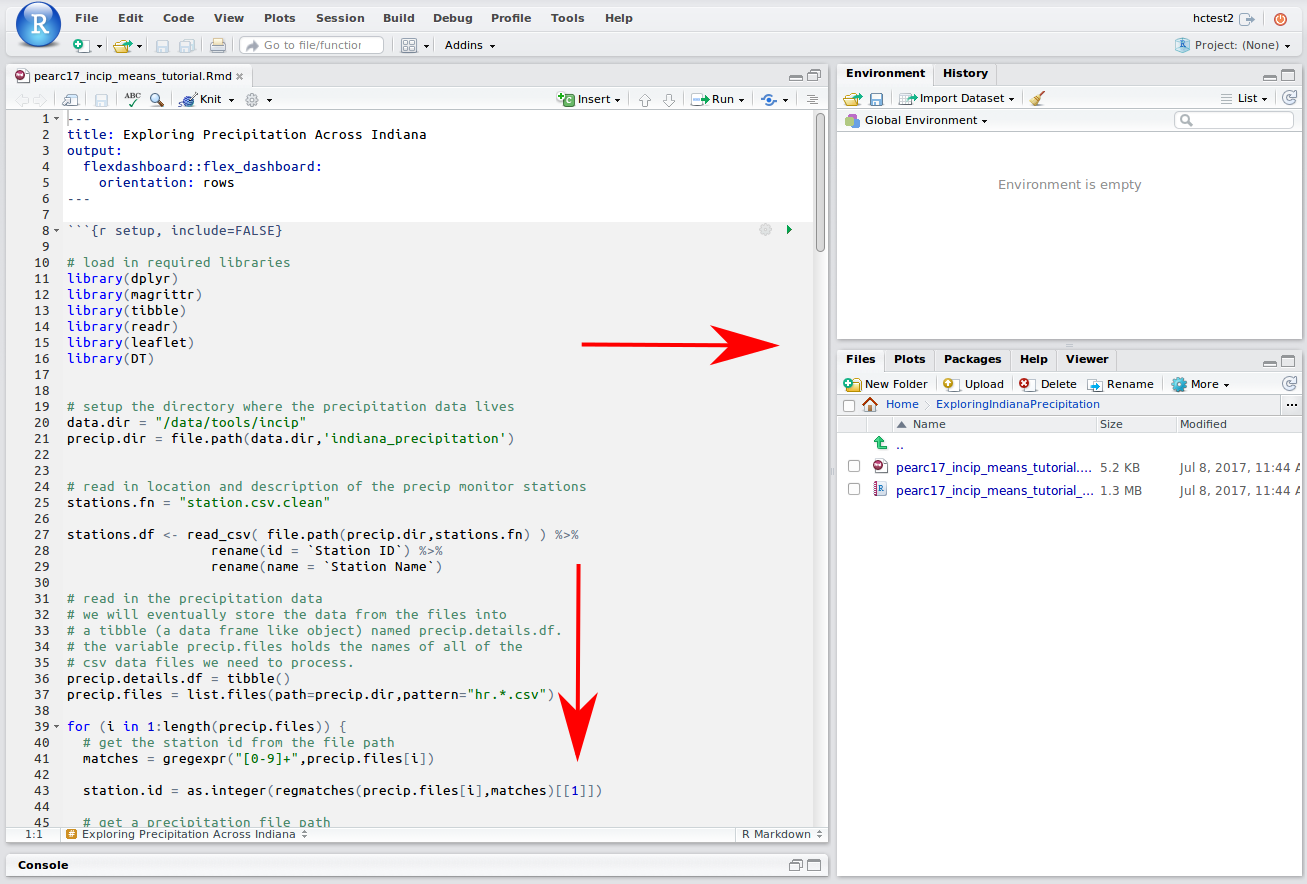 R
File Edit Code View Plots Session Build Debug Profile Tools Help
hctest2
Go to file/function
Addins
Project: (None)
pearc17_incip_means_tutorial.Rmd
ABC
Knit
Insert
Run
1 ---
2 title: Exploring Precipitation Across Indiana
3 output:
4   flexdashboard::flex_dashboard:
5     orientation: rows
6 ---
7
8 ```{r setup, include=FALSE}
9
10 # load in required libraries
11 library(dplyr)
12 library(magrittr)
13 library(tibble)
14 library(readr)
15 library(leaflet)
16 library(DT)
17
18
19 # setup the directory where the precipitation data lives
20 data.dir = "/data/tools/incip"
21 precip.dir = file.path(data.dir,'indiana_precipitation')
22
23
24 # read in location and description of the precip monitor stations
25 stations.fn = "station.csv.clean"
26
27 stations.df <- read_csv( file.path(precip.dir,stations.fn) ) %>%
28                   rename(id = `Station ID`) %>%
29                   rename(name = `Station Name`)
30
31 # read in the precipitation data
32 # we will eventually store the data from the files into
33 # a tibble (a data frame like object) named precip.details.df.
34 # the variable precip.files holds the names of all of the
35 # csv data files we need to process.
36 precip.details.df = tibble()
37 precip.files = list.files(path=precip.dir,pattern="hr.*.csv")
38
39 for (i in 1:length(precip.files)) {
40   # get the station id from the file path
41   matches = gregexpr("[0-9]+",precip.files[i])
42
43   station.id = as.integer(regmatches(precip.files[i],matches)[[1]])
44
45   # get a precipitation file path
1:1 # Exploring Precipitation Across Indiana
R Markdown
Console
Environment History
Import Dataset
List
Global Environment
Environment is empty
Files Plots Packages Help Viewer
New Folder Upload Delete Rename More
Home ExploringIndianaPrecipitation ...
Name Size Modified
..
pearc17_incip_means_tutorial.... 5.2 KB Jul 8, 2017, 11:44 A
pearc17_incip_means_tutorial_... 1.3 MB Jul 8, 2017, 11:44 A